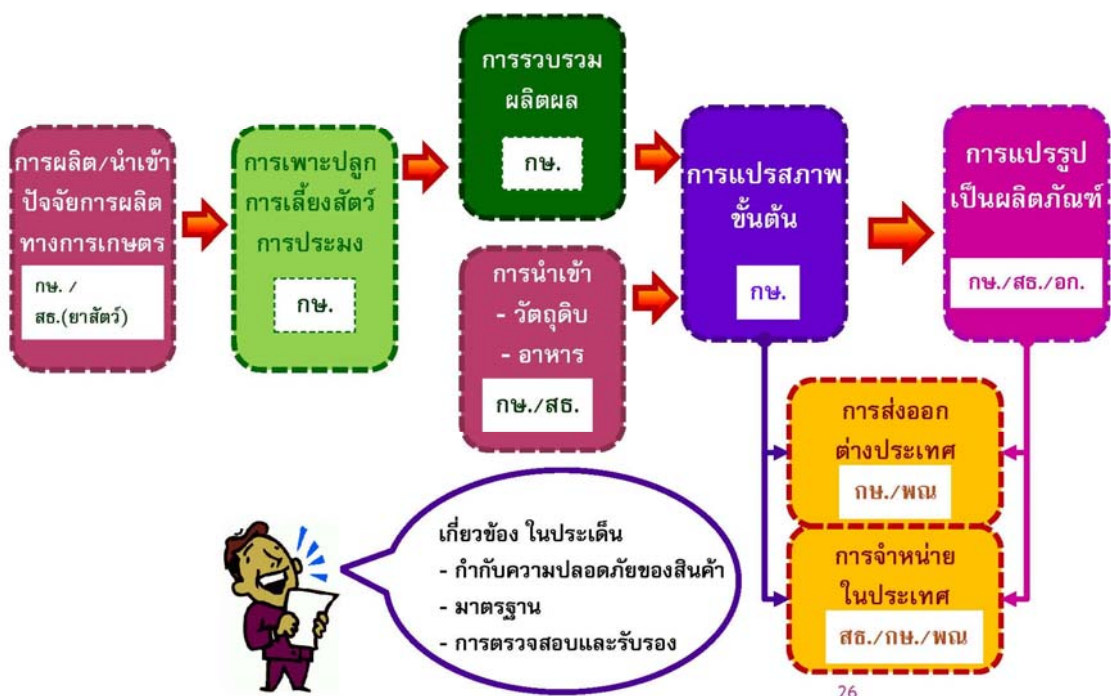 การผลิต/นำเข้า
ปัจจัยการผลิต
ทางการเกษตร
กษ. /
สธ.(ยาสัตว์)
การเพาะปลูก
การเลี้ยงสัตว์
การประมง
กษ.
การรวบรวม
ผลิตผล
กษ.
การนำเข้า
- วัตถุดิบ
- อาหาร
กษ./สธ.
การแปรสภาพ
ขั้นต้น
กษ.
การแปรรูป
เป็นผลิตภัณฑ์
กษ./สธ./อก.
การส่งออก
ต่างประเทศ
กษ./พณ
การจำหน่าย
ในประเทศ
สธ./กษ./พณ
เกี่ยวข้อง ในประเด็น
- กำกับความปลอดภัยของสินค้า
- มาตรฐาน
- การตรวจสอบและรับรอง
26